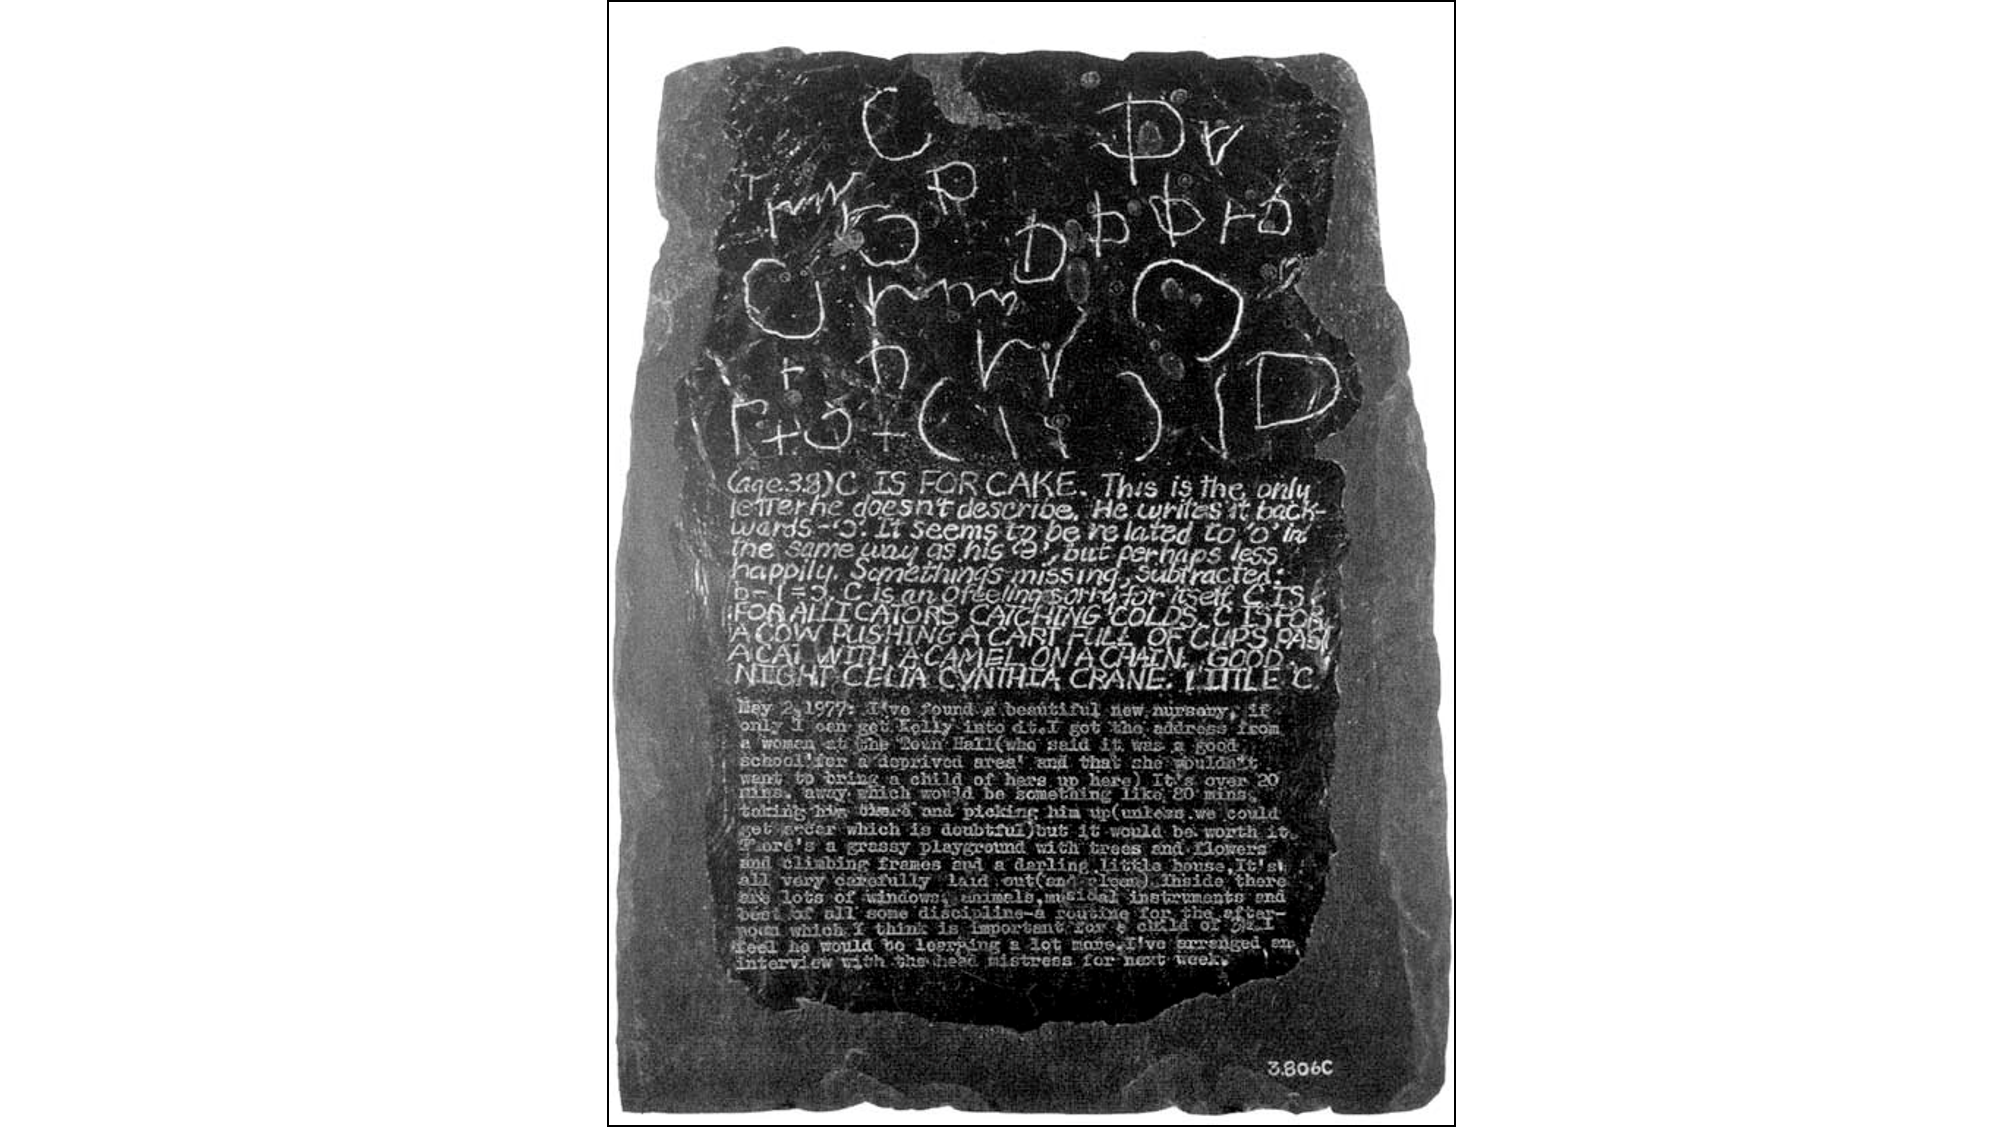 C Dr
(age.3.8)C IS FOR CAKE. This is the only
letter he doesn't describe. He writes it back-
wards-'Ɔ'. It seems to be related to 'o' in
the same way as his 'Ə', but perhaps less
happily. Something's missing, subtracted:
b-l=Ɔ. C is an O feeling sorry for itself. C IS
FOR ALLIGATORS CATCHING COLDS. C IS FOR
A COW PUSHING A CART FULL OF CUPS PAST
A CAT WITH A CAMEL ON A CHAIN. GOOD
NIGHT CELIA CYNTHIA CRANE. LITTLE C.
May 2,1977: I've found a beautiful new nursery, if
only I can get Kelly into it.I got the address from
a woman at the Town Hall(who said it was a good
school'for a deprived area' and that she wouldn't
want to bring a child of hers up here) It's over 20
mins. away which would be something like 80 mins.
taking him there and picking him up(unless we could
get a car which is doubtful)but it would be worth it.
There's a grassy playground with trees and flowers
and climbing frames and a darling little house,It's
all very carefully laid out(and clean) Inside there
are lots of windows, animals,musical instruments and
best of all some discipline-a routine for the after-
noon which I think is important for a child of 3½.I
feel he would be learning a lot more.I've arranged an
interview with the head mistress for next week.
3.806C